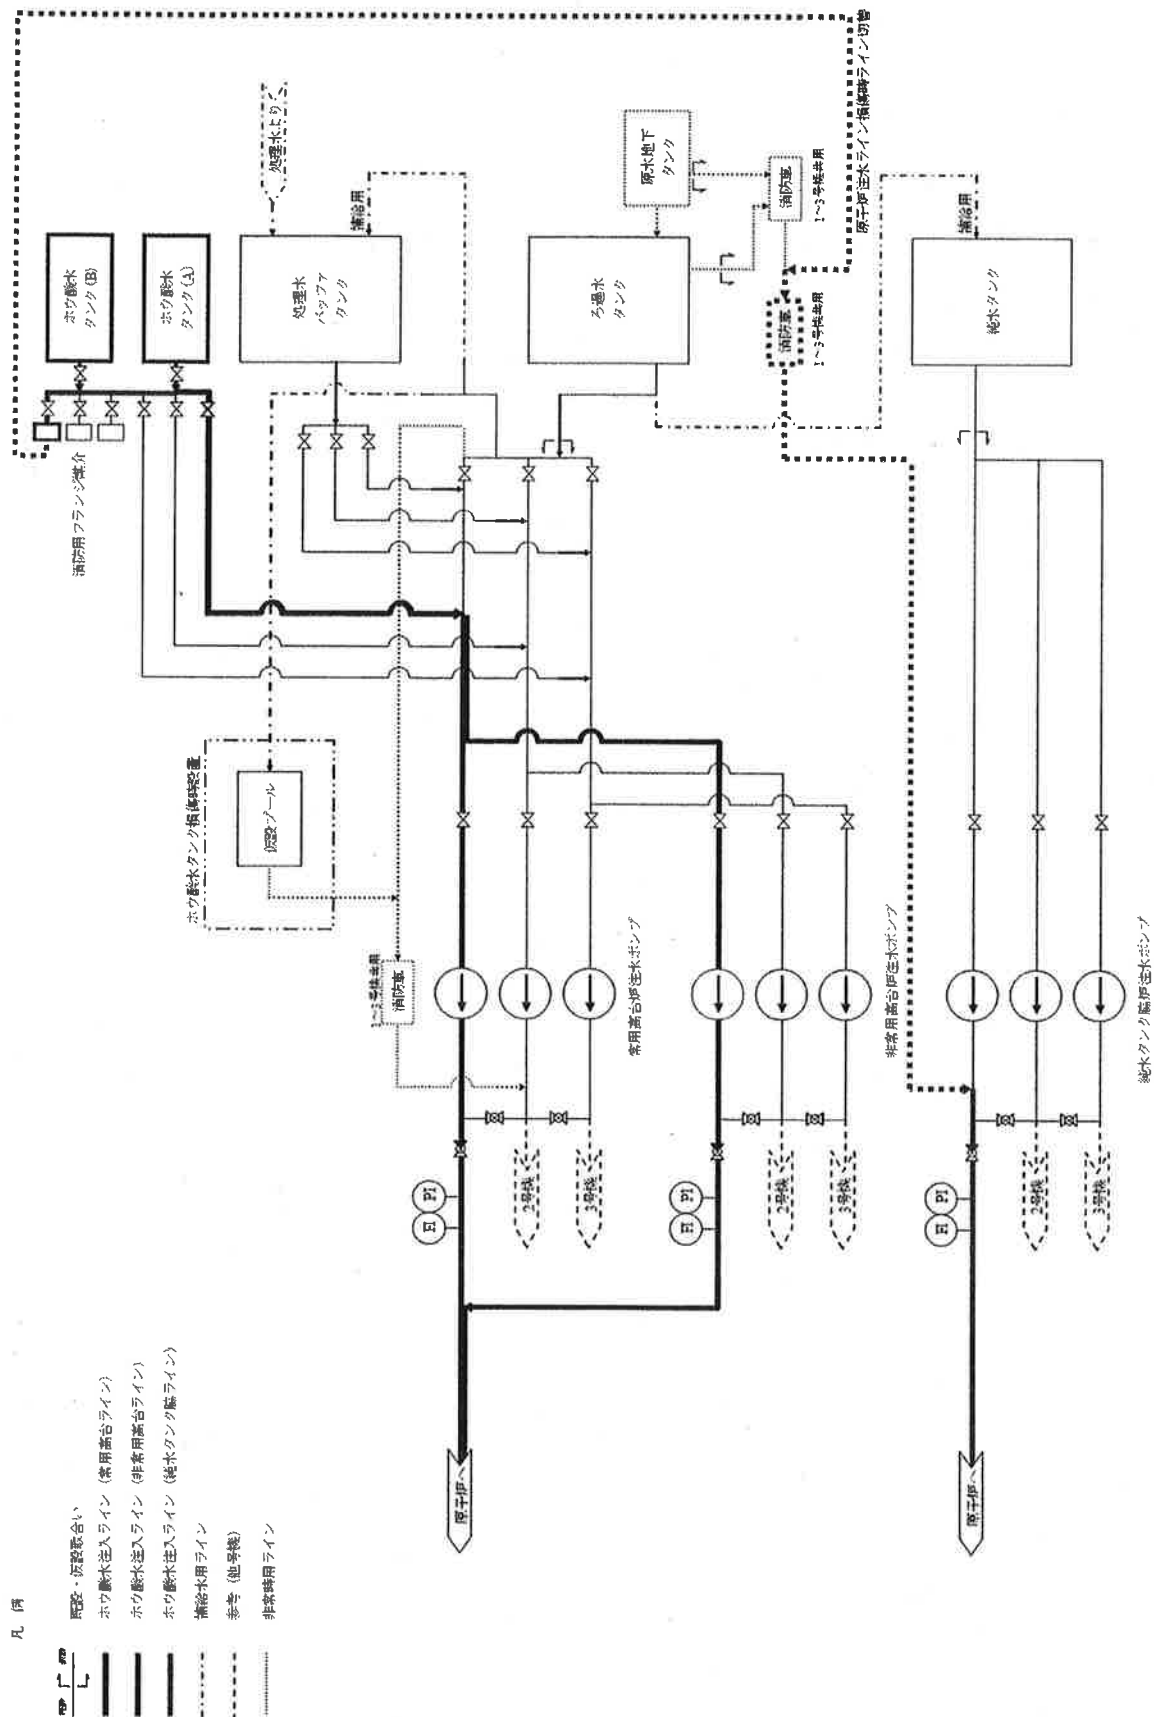 原子炉注水ライン損傷時ライン切替
処理水より
補給用
原水地下
タンク
消防車
1～3号機共用
ホウ酸水
タンク(B)
ホウ酸水
タンク(A)
処理水
バッファ
タンク
ろ過水
タンク
消防車
1～3号機共用
補給用
純水タンク
消防用フランジ媒介
ホウ酸水タンク損傷時設置
仮設プール
1～3号機共用
消防車
常用高台炉注水ポンプ
非常用高台炉注水ポンプ
純水タンク脇炉注水ポンプ
PI
FI
2号機
3号機
PI
FI
2号機
3号機
PI
FI
2号機
3号機
原子炉へ
原子炉へ
凡例
既設・仮設取合い
ホウ酸水注入ライン（常用高台ライン）
ホウ酸水注入ライン（非常用高台ライン）
ホウ酸水注入ライン（純水タンク脇ライン）
補給水用ライン
参考（他号機）
非常時用ライン